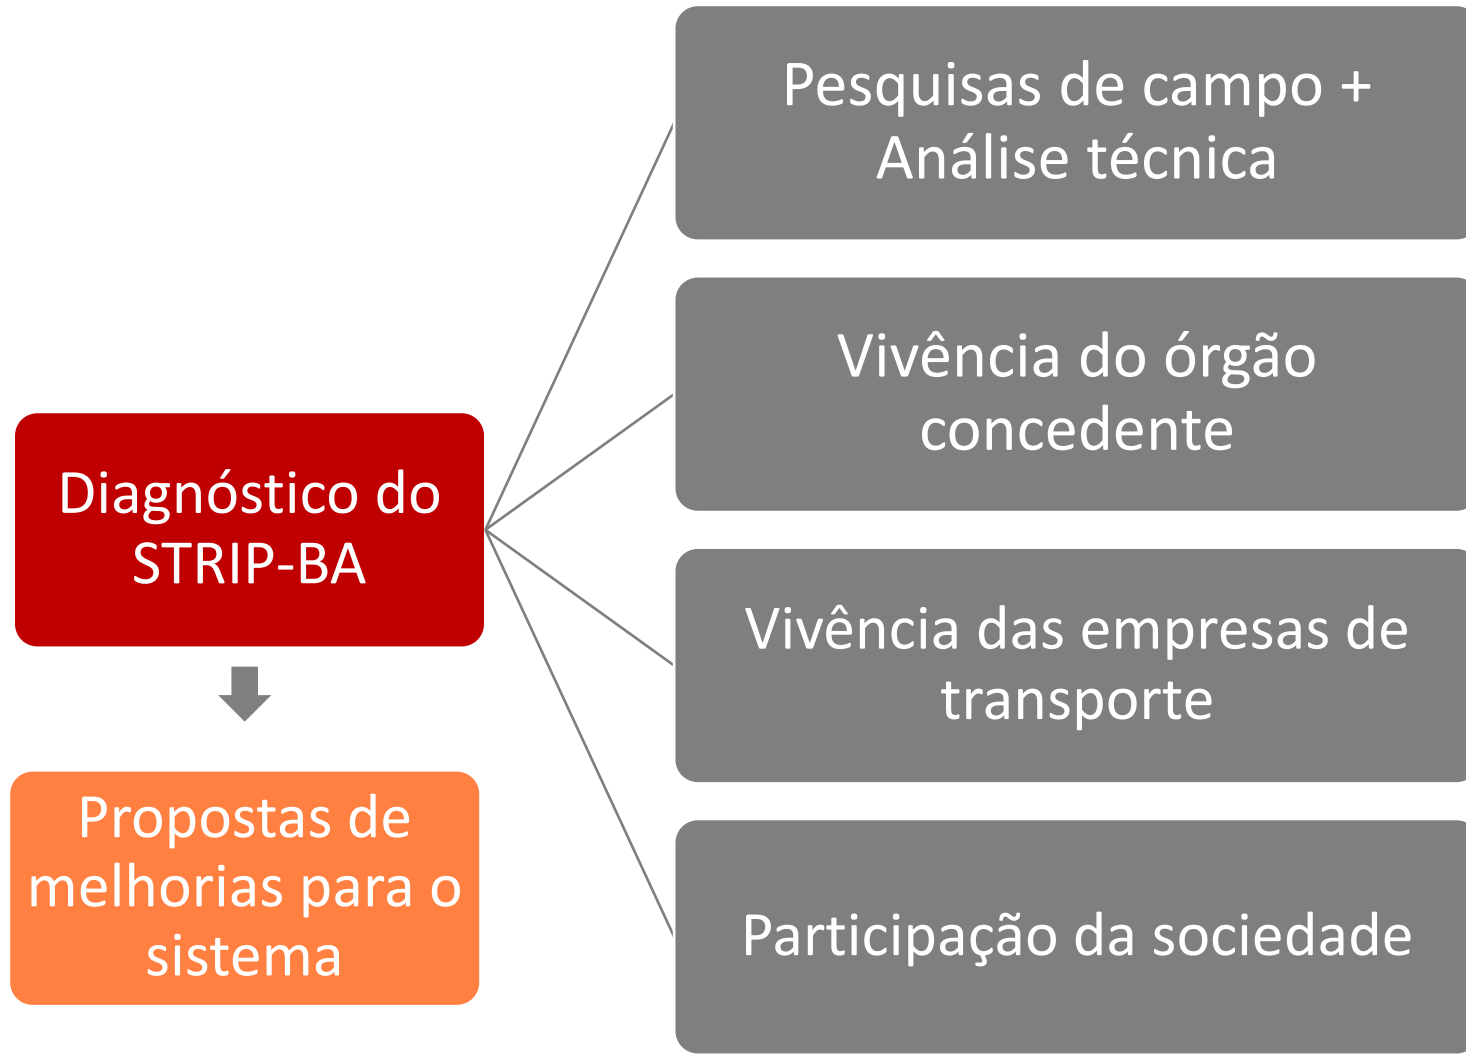 Diagnóstico do
STRIP-BA
Propostas de
melhorias para o
sistema
Pesquisas de campo +
Análise técnica
Vivência do órgão
concedente
Vivência das empresas de
transporte
Participação da sociedade